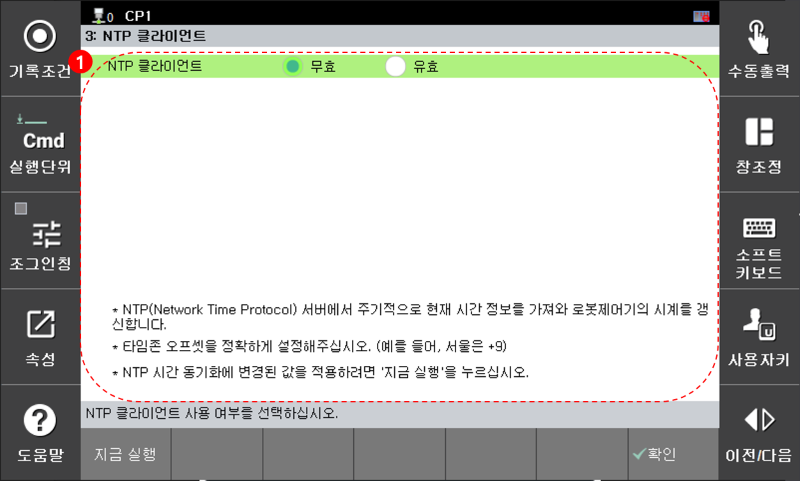 0 CP1
3: NTP 클라이언트
기록조건
1
NTP 클라이언트 무효 유효
수동출력
Cmd
실행단위
창조정
조그인칭
소프트
키보드
* NTP(Network Time Protocol) 서버에서 주기적으로 현재 시간 정보를 가져와 로봇제어기의 시계를 갱
신합니다.
* 타임존 오프셋을 정확하게 설정해주십시오. (예를 들어, 서울은 +9)
* NTP 시간 동기화에 변경된 값을 적용하려면 '지금 실행'을 누르십시오.
속성
U
사용자키
NTP 클라이언트 사용 여부를 선택하십시오.
?
도움말
지금 실행
확인
이전/다음